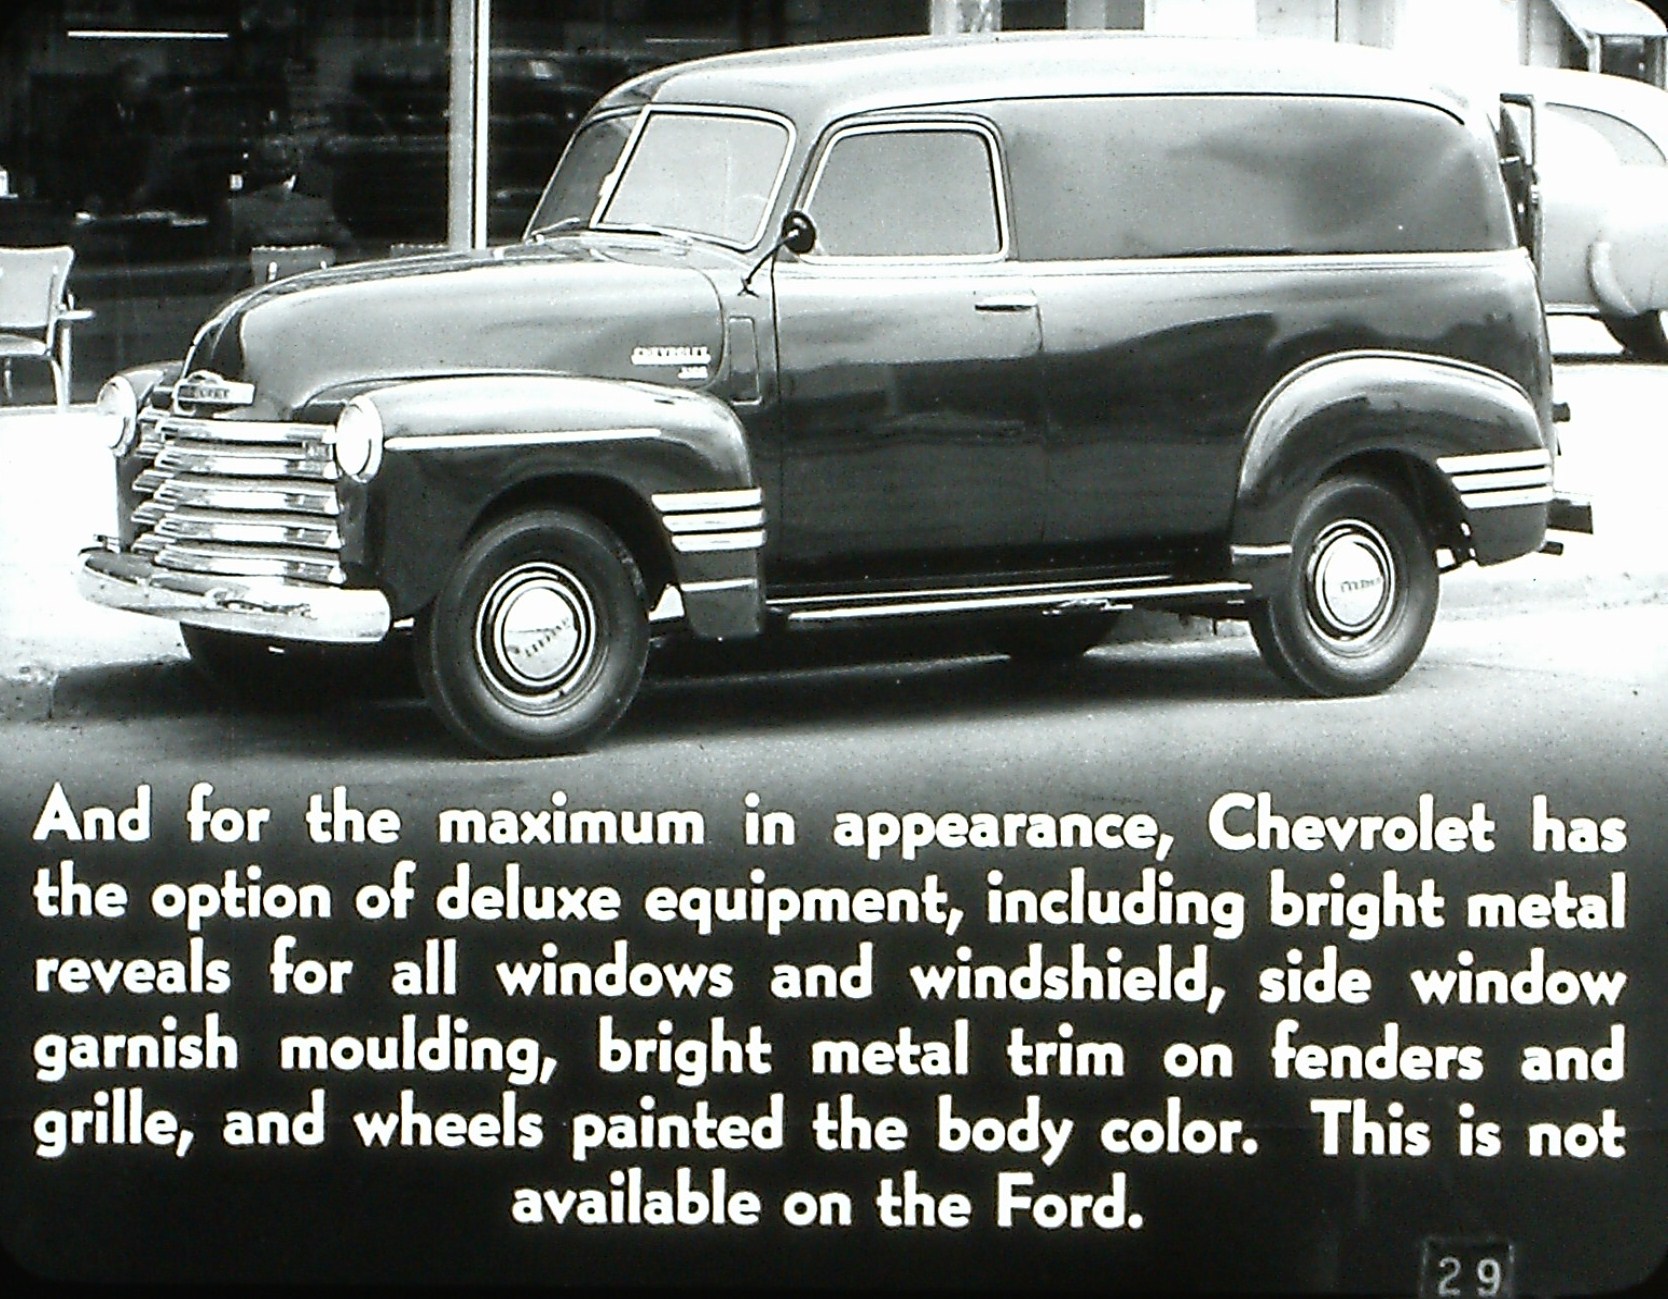 CHEVROLET
And for the maximum in appearance, Chevrolet has
the option of deluxe equipment, including bright metal
reveals for all windows and windshield, side window
garnish moulding, bright metal trim on fenders and
grille, and wheels painted the body color. This is not
available on the Ford.
29